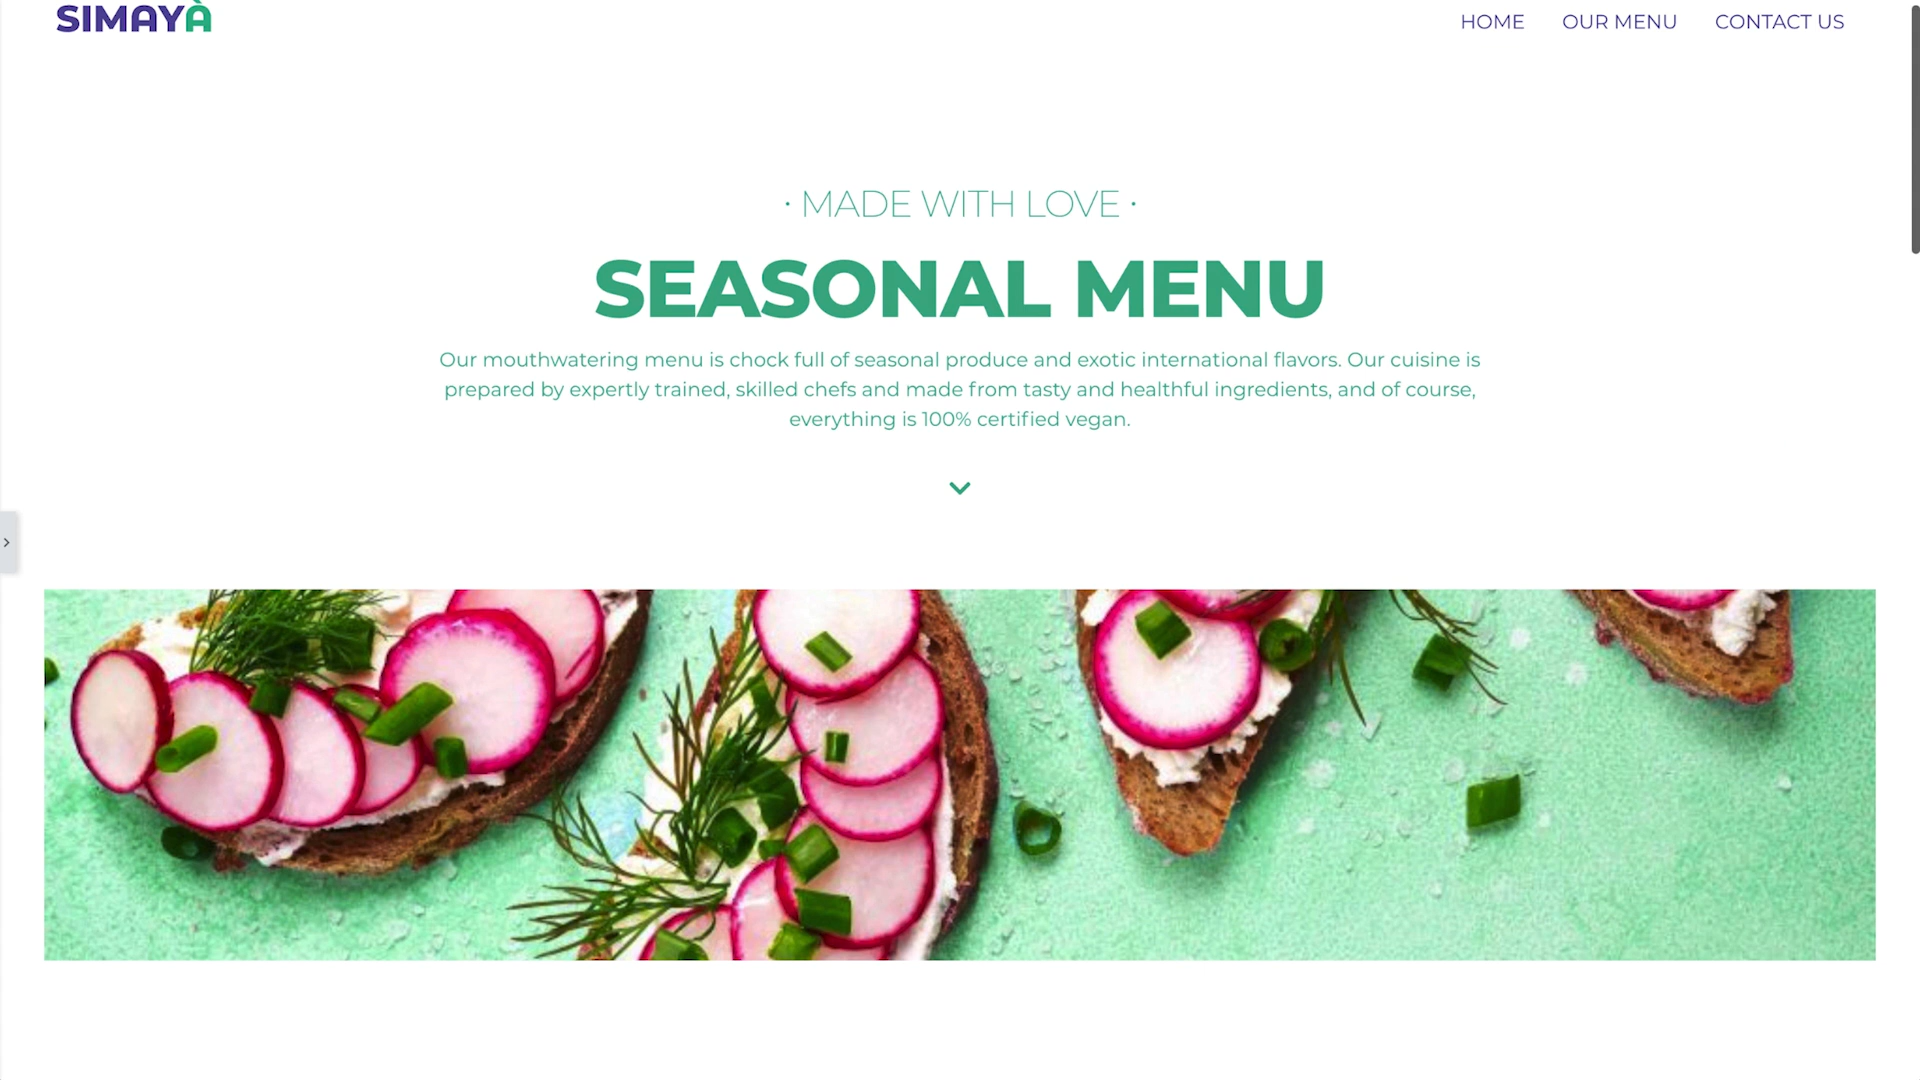 SIMAYÀ
HOME OUR MENU CONTACT US
· MADE WITH LOVE ·
SEASONAL MENU
Our mouthwatering menu is chock full of seasonal produce and exotic international flavors. Our cuisine is
prepared by expertly trained, skilled chefs and made from tasty and healthful ingredients, and of course,
everything is 100% certified vegan.